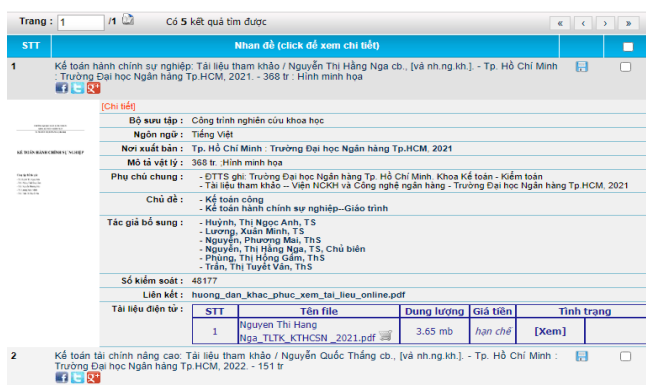 Trang : 1 /1 Có 5 kết quả tìm được « < > »
STT Nhan đề (click để xem chi tiết)
1 Kế toán hành chính sự nghiệp: Tài liệu tham khảo / Nguyễn Thị Hằng Nga cb., [và nh.ng.kh.]. - Tp. Hồ Chí Minh
: Trường Đại học Ngân hàng Tp.HCM, 2021. - 368 tr : Hình minh họa
[Chi tiết]
KẾ TOÁN HÀNH CHÍNH SỰ NGHIỆP
Bộ sưu tập : Công trình nghiên cứu khoa học
Ngôn ngữ : Tiếng Việt
Nơi xuất bản : Tp. Hồ Chí Minh : Trường Đại học Ngân hàng Tp.HCM, 2021
Mô tả vật lý : 368 tr. ;Hình minh họa
Phụ chú chung : - ĐTTS ghi: Trường Đại học Ngân hàng Tp. Hồ Chí Minh. Khoa Kế toán - Kiểm toán
- Tài liệu tham khảo -- Viện NCKH và Công nghệ ngân hàng - Trường Đại học Ngân hàng Tp.HCM, 2021
Chủ đề : - Kế toán công
- Kế toán hành chính sự nghiệp--Giáo trình
Tác giả bổ sung : - Huỳnh, Thị Ngọc Anh, TS
- Lương, Xuân Minh, TS
- Nguyễn, Phương Mai, ThS
- Nguyễn, Thị Hằng Nga, TS, Chủ biên
- Phùng, Thị Hồng Gấm, ThS
- Trần, Thị Tuyết Vân, ThS
Số kiểm soát : 48177
Liên kết : huong_dan_khac_phuc_xem_tai_lieu_online.pdf
Tài liệu điện tử : STT Tên file Dung lượng Giá tiền Tình trạng
1 Nguyen Thi Hang
Nga_TLTK_KTHCSN _2021.pdf 3.65 mb hạn chế [Xem]
2 Kế toán tài chính nâng cao: Tài liệu tham khảo / Nguyễn Quốc Thắng cb., [và nh.ng.kh.]. - Tp. Hồ Chí Minh :
Trường Đại học Ngân hàng Tp.HCM, 2022. - 151 tr